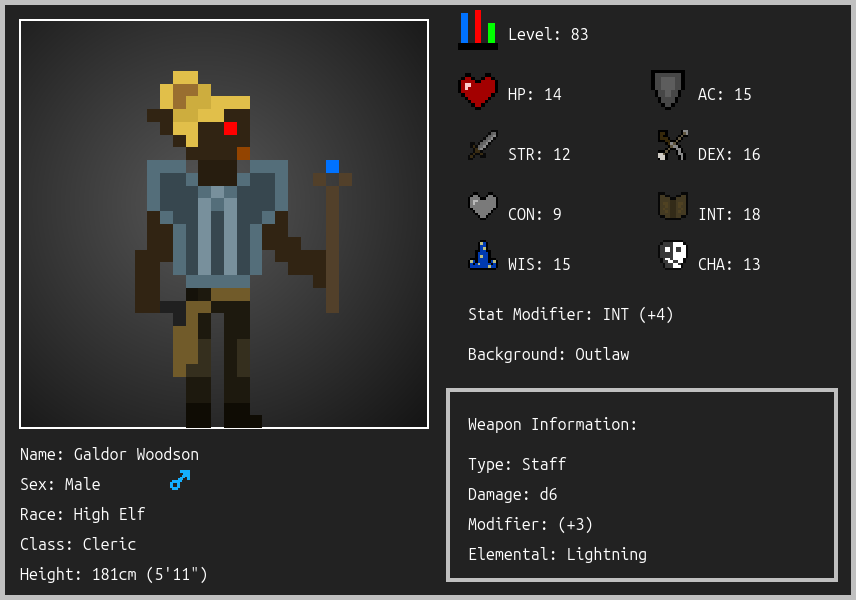 Level: 83
HP: 14
AC: 15
STR: 12
DEX: 16
CON: 9
INT: 18
WIS: 15
CHA: 13
Stat Modifier: INT (+4)
Background: Outlaw
Weapon Information:
Type: Staff
Damage: d6
Modifier: (+3)
Elemental: Lightning
Name: Galdor Woodson
Sex: Male
Race: High Elf
Class: Cleric
Height: 181cm (5'11")